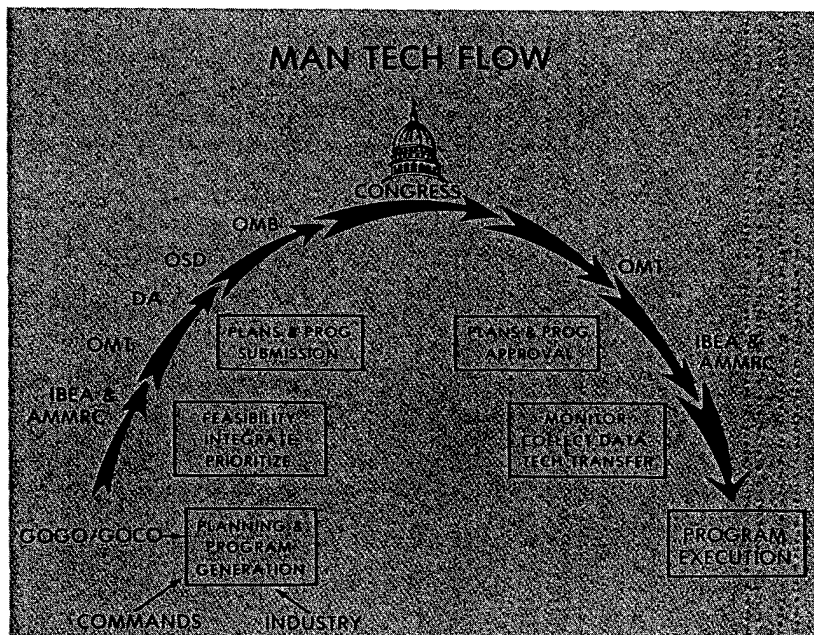 MAN TECH FLOW
CONGRESS
OMB
OSD
DA
OMT
IBEA &
AMMRC
OMT
IBEA &
AMMRC
PLANS & PROG
SUBMISSION
PLANS & PROG
APPROVAL
FEASIBILITY
INTEGRATE
PRIORITIZE
MONITOR
COLLECT DATA
TECH TRANSFER
GOGO/GOCO
PLANNING &
PROGRAM
GENERATION
PROGRAM
EXECUTION
COMMANDS
INDUSTRY